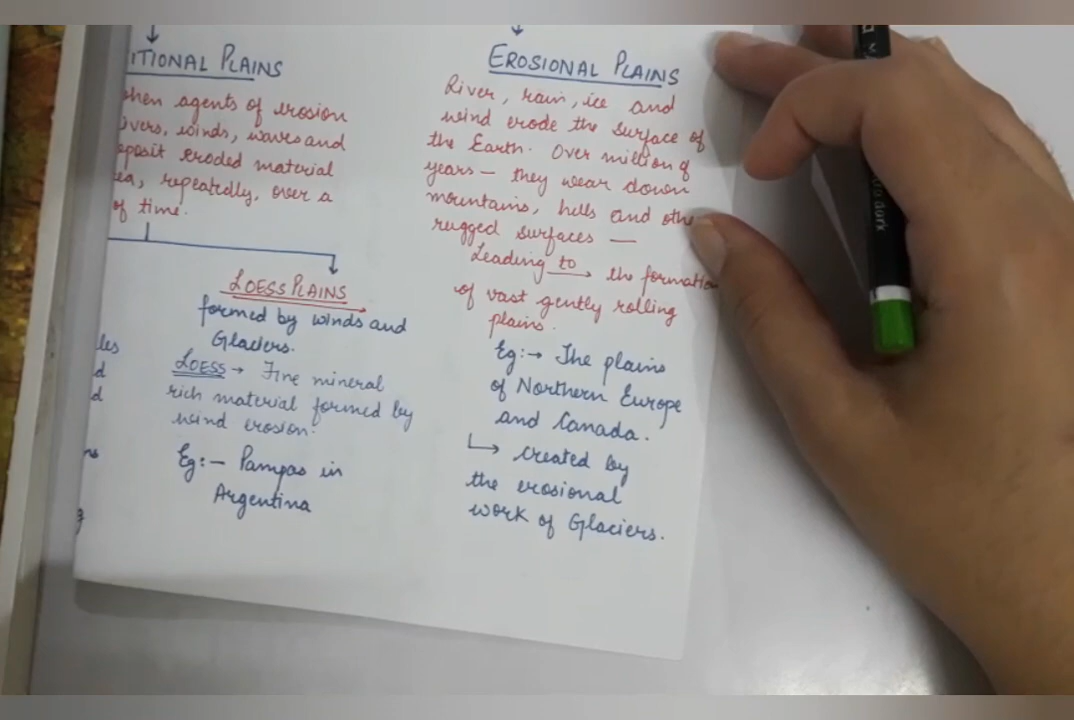 ITIONAL PLAINS
when agents of erosion
ivers, winds, waves and
eposit eroded material
ea, repeatedly, over a
of time.
LOESS PLAINS
formed by winds and
Glaciers.
LOESS → Fine mineral
rich material formed by
wind erosion.
Eg:- Pampas in
Argentina
les
d
d
ns
EROSIONAL PLAINS
River, rain, ice and
wind erode the surface of
the Earth. Over million of
years — they wear down
mountains, hills and othe
rugged surfaces —
Leading to → the formation
of vast gently rolling
plains.
Eg:→ The plains
of Northern Europe
and Canada.
↳ created by
the erosional
work of Glaciers.